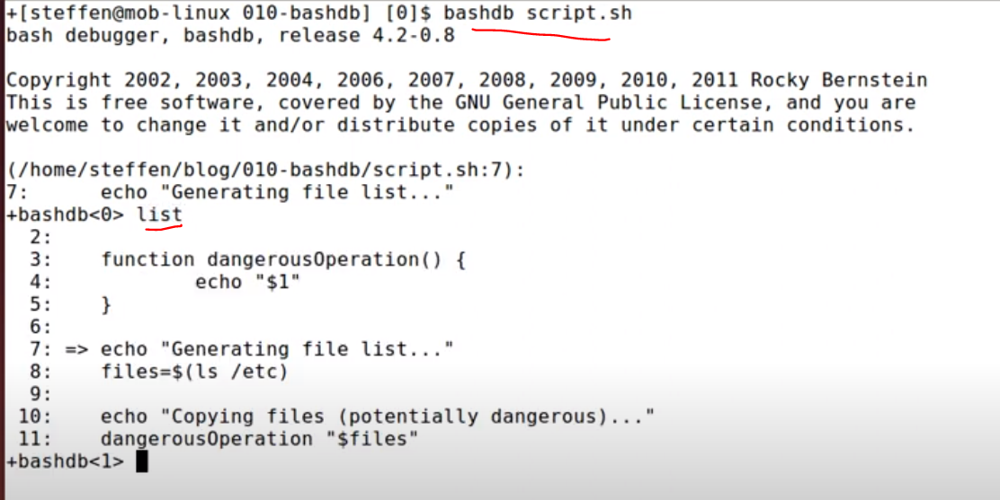 +[steffen@mob-linux 010-bashdb] [0]$ bashdb script.sh
bash debugger, bashdb, release 4.2-0.8
Copyright 2002, 2003, 2004, 2006, 2007, 2008, 2009, 2010, 2011 Rocky Bernstein
This is free software, covered by the GNU General Public License, and you are
welcome to change it and/or distribute copies of it under certain conditions.
(/home/steffen/blog/010-bashdb/script.sh:7):
7:      echo "Generating file list..."
+bashdb<0> list
  2:
  3:    function dangerousOperation() {
  4:            echo "$1"
  5:    }
  6:
  7: => echo "Generating file list..."
  8:    files=$(ls /etc)
  9:
 10:    echo "Copying files (potentially dangerous)..."
 11:    dangerousOperation "$files"
+bashdb<1>